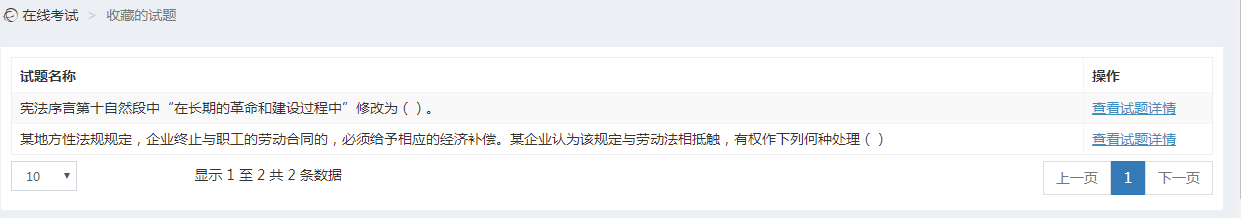 在线考试 > 收藏的试题
试题名称 操作
宪法序言第十自然段中“在长期的革命和建设过程中”修改为（ ）。 查看试题详情
某地方性法规规定，企业终止与职工的劳动合同的，必须给予相应的经济补偿。某企业认为该规定与劳动法相抵触，有权作下列何种处理（ ） 查看试题详情
10 显示 1 至 2 共 2 条数据 上一页 1 下一页